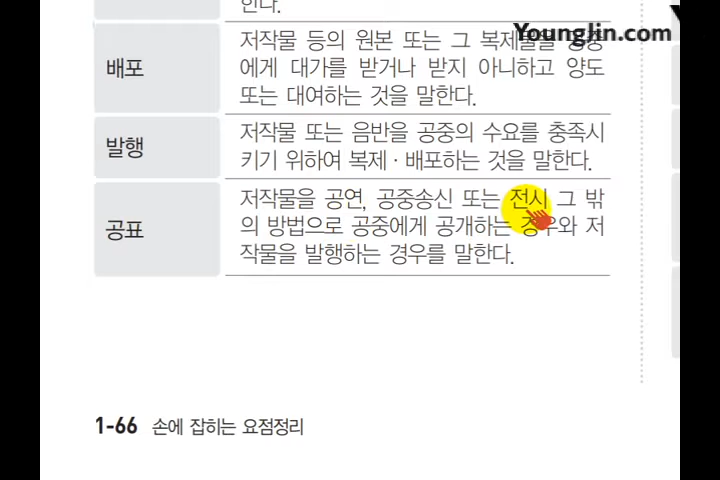 한다.
YoungJin.com
배포
저작물 등의 원본 또는 그 복제물을 공중
에게 대가를 받거나 받지 아니하고 양도
또는 대여하는 것을 말한다.
발행
저작물 또는 음반을 공중의 수요를 충족시
키기 위하여 복제 · 배포하는 것을 말한다.
공표
저작물을 공연, 공중송신 또는 전시 그 밖
의 방법으로 공중에게 공개하는 경우와 저
작물을 발행하는 경우를 말한다.
1-66 손에 잡히는 요점정리